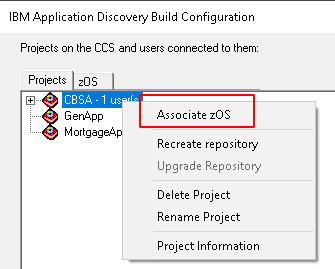 IBM Application Discovery Build Configuration
Projects on the CCS and users connected to them:
Projects zOS
CBSA - 1 user(s
GenApp
MortgageAp
Associate zOS
Recreate repository
Upgrade Repository
Delete Project
Rename Project
Project Information